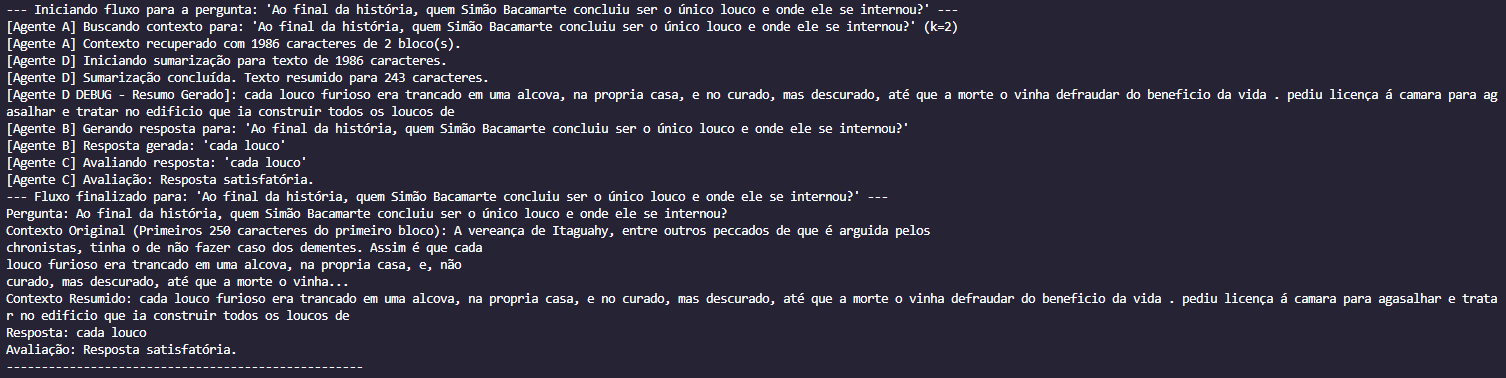 --- Iniciando fluxo para a pergunta: 'Ao final da história, quem Simão Bacamarte concluiu ser o único louco e onde ele se internou?' ---
[Agente A] Buscando contexto para: 'Ao final da história, quem Simão Bacamarte concluiu ser o único louco e onde ele se internou?' (k=2)
[Agente A] Contexto recuperado com 1986 caracteres de 2 bloco(s).
[Agente D] Iniciando sumarização para texto de 1986 caracteres.
[Agente D] Sumarização concluída. Texto resumido para 243 caracteres.
[Agente D DEBUG - Resumo Gerado]: cada louco furioso era trancado em uma alcova, na propria casa, e no curado, mas descurado, até que a morte o vinha defraudar do beneficio da vida . pediu licença á camara para ag
asalhar e tratar no edificio que ia construir todos os loucos de
[Agente B] Gerando resposta para: 'Ao final da história, quem Simão Bacamarte concluiu ser o único louco e onde ele se internou?'
[Agente B] Resposta gerada: 'cada louco'
[Agente C] Avaliando resposta: 'cada louco'
[Agente C] Avaliação: Resposta satisfatória.
--- Fluxo finalizado para: 'Ao final da história, quem Simão Bacamarte concluiu ser o único louco e onde ele se internou?' ---
Pergunta: Ao final da história, quem Simão Bacamarte concluiu ser o único louco e onde ele se internou?
Contexto Original (Primeiros 250 caracteres do primeiro bloco): A vereança de Itaguahy, entre outros peccados de que é arguida pelos
chronistas, tinha o de não fazer caso dos dementes. Assim é que cada
louco furioso era trancado em uma alcova, na propria casa, e, não
curado, mas descurado, até que a morte o vinha...
Contexto Resumido: cada louco furioso era trancado em uma alcova, na propria casa, e no curado, mas descurado, até que a morte o vinha defraudar do beneficio da vida . pediu licença á camara para agasalhar e trata
r no edificio que ia construir todos os loucos de
Resposta: cada louco
Avaliação: Resposta satisfatória.
---------------------------------------------------